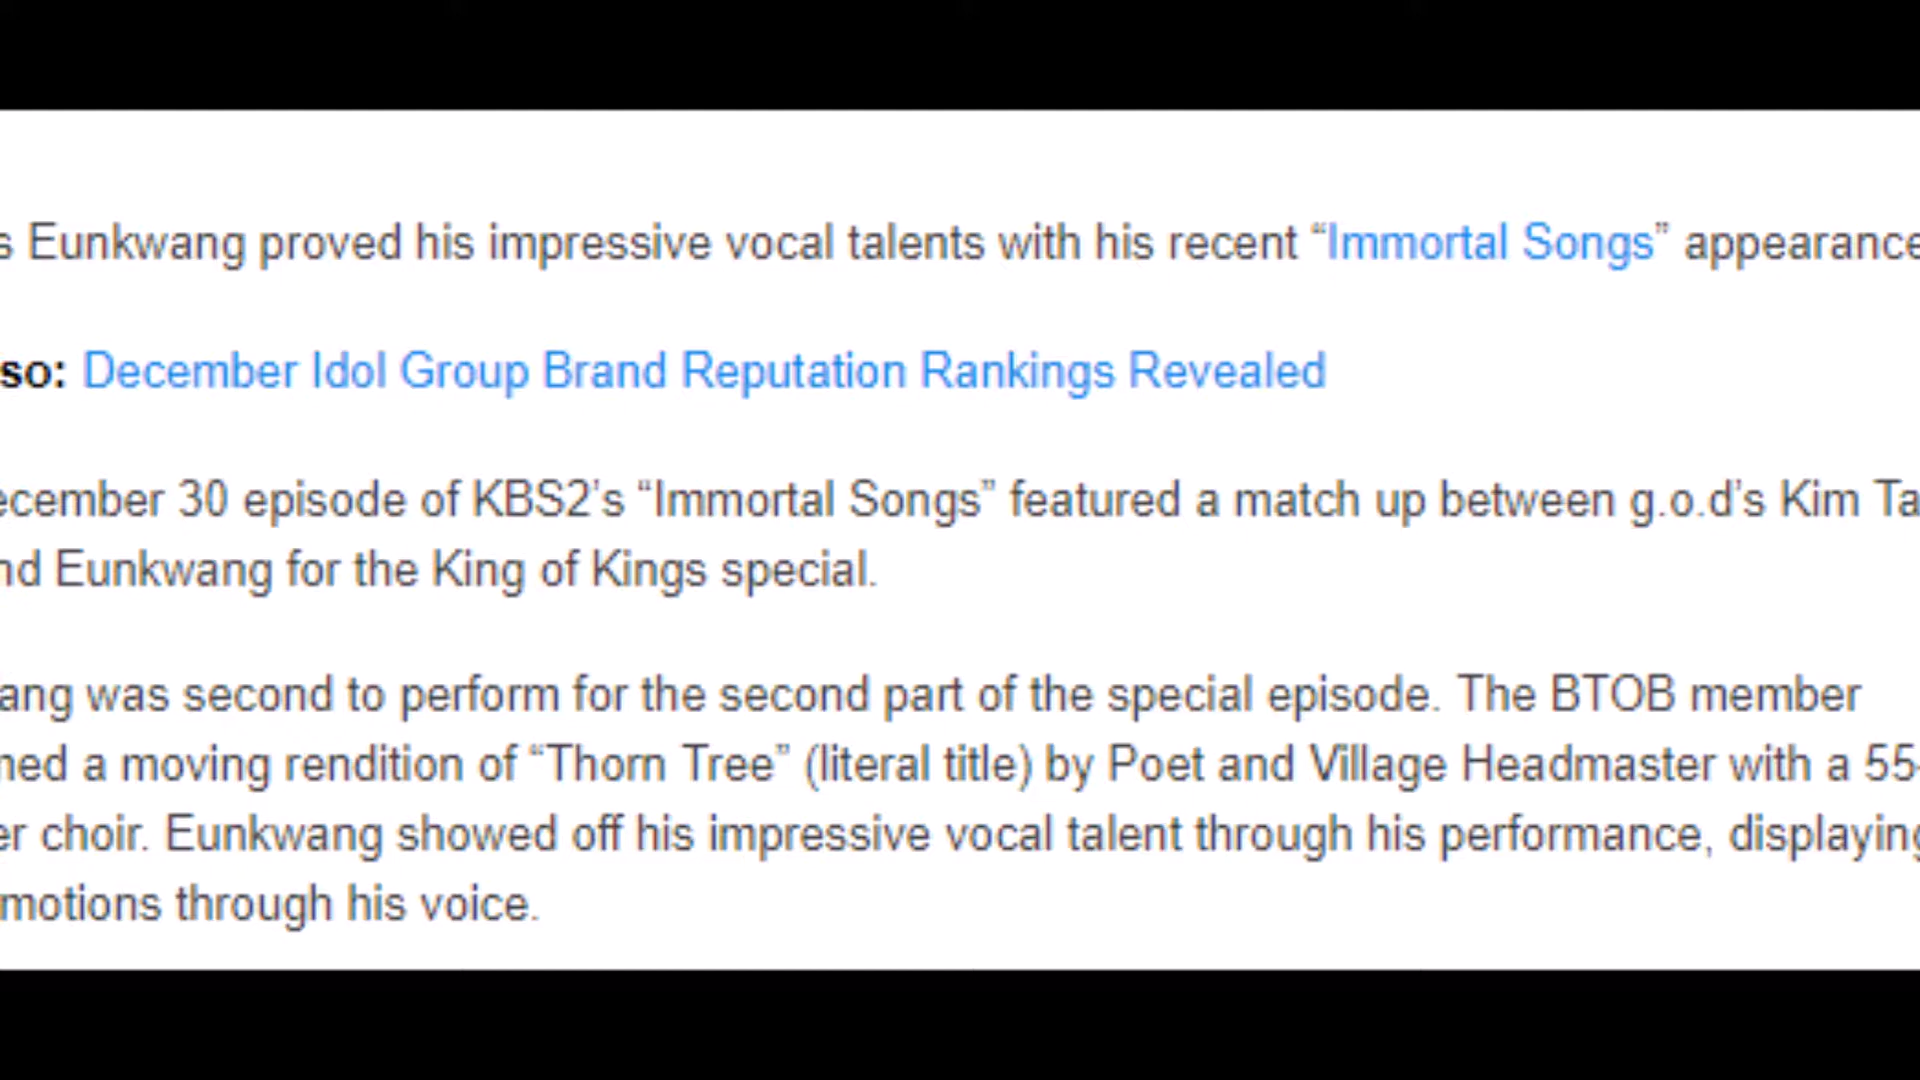 s Eunkwang proved his impressive vocal talents with his recent “Immortal Songs” appearance
so: December Idol Group Brand Reputation Rankings Revealed
ecember 30 episode of KBS2’s “Immortal Songs” featured a match up between g.o.d’s Kim Ta
nd Eunkwang for the King of Kings special.
ang was second to perform for the second part of the special episode. The BTOB member
ned a moving rendition of “Thorn Tree” (literal title) by Poet and Village Headmaster with a 55-
er choir. Eunkwang showed off his impressive vocal talent through his performance, displaying
motions through his voice.